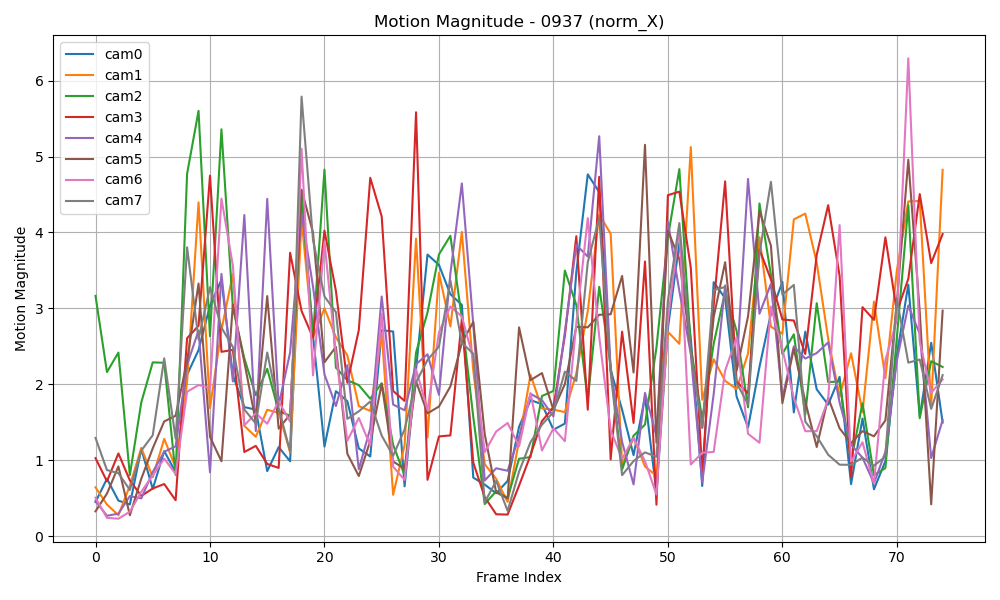 Motion Magnitude - 0937 (norm_X)
cam0
cam1
cam2
cam3
cam4
cam5
cam6
cam7
Motion Magnitude
6
5
4
3
2
1
0
0 10 20 30 40 50 60 70
Frame Index